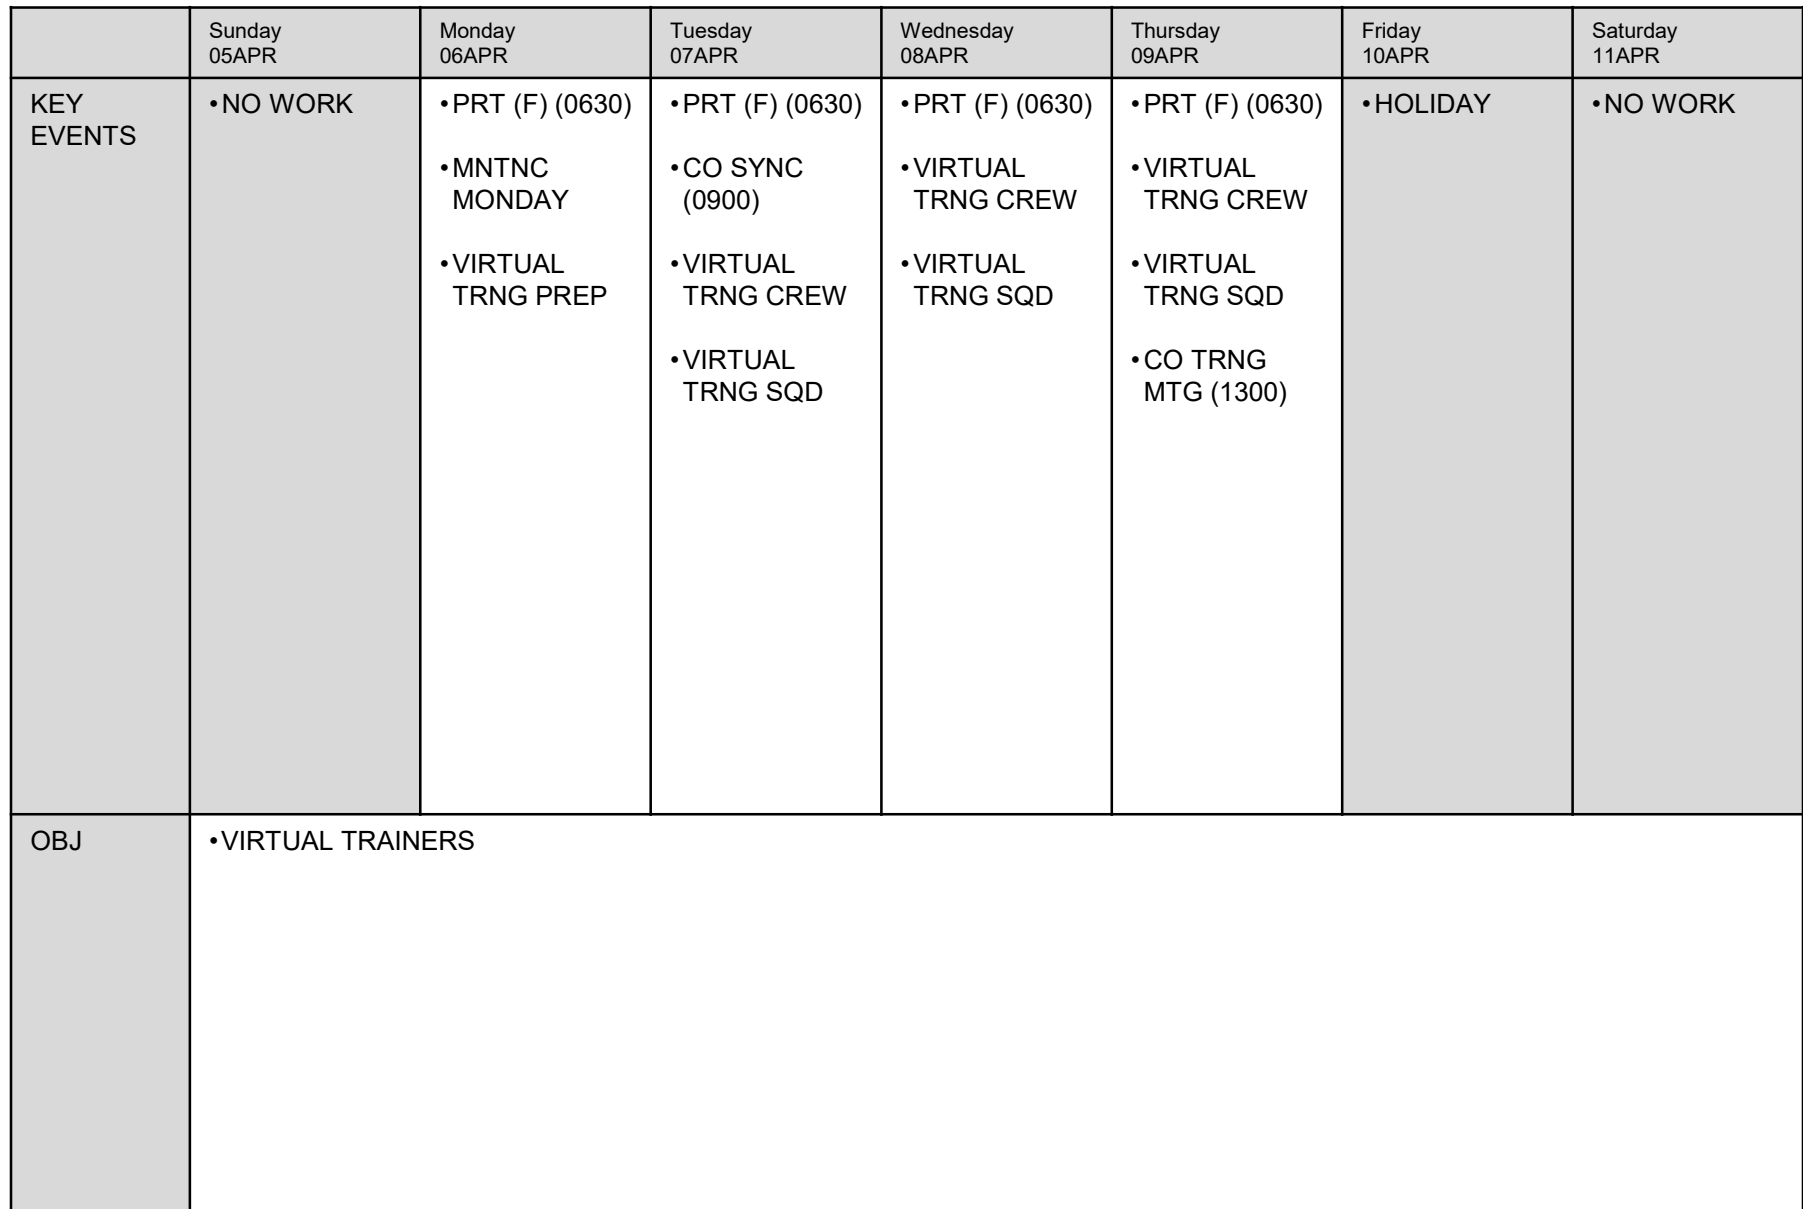 Sunday
05APR
Monday
06APR
Tuesday
07APR
Wednesday
08APR
Thursday
09APR
Friday
10APR
Saturday
11APR
KEY
EVENTS
•NO WORK
•PRT (F) (0630)
•MNTNC
MONDAY
•VIRTUAL
TRNG PREP
•PRT (F) (0630)
•CO SYNC
(0900)
•VIRTUAL
TRNG CREW
•VIRTUAL
TRNG SQD
•PRT (F) (0630)
•VIRTUAL
TRNG CREW
•VIRTUAL
TRNG SQD
•PRT (F) (0630)
•VIRTUAL
TRNG CREW
•VIRTUAL
TRNG SQD
•CO TRNG
MTG (1300)
•HOLIDAY
•NO WORK
OBJ
•VIRTUAL TRAINERS